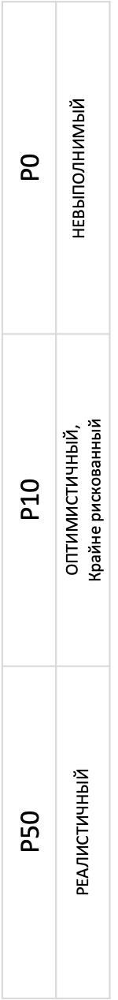 P50
P10
P0
РЕАЛИСТИЧНЫЙ
ОПТИМИСТИЧНЫЙ,
Крайне рискованный
НЕВЫПОЛНИМЫЙ